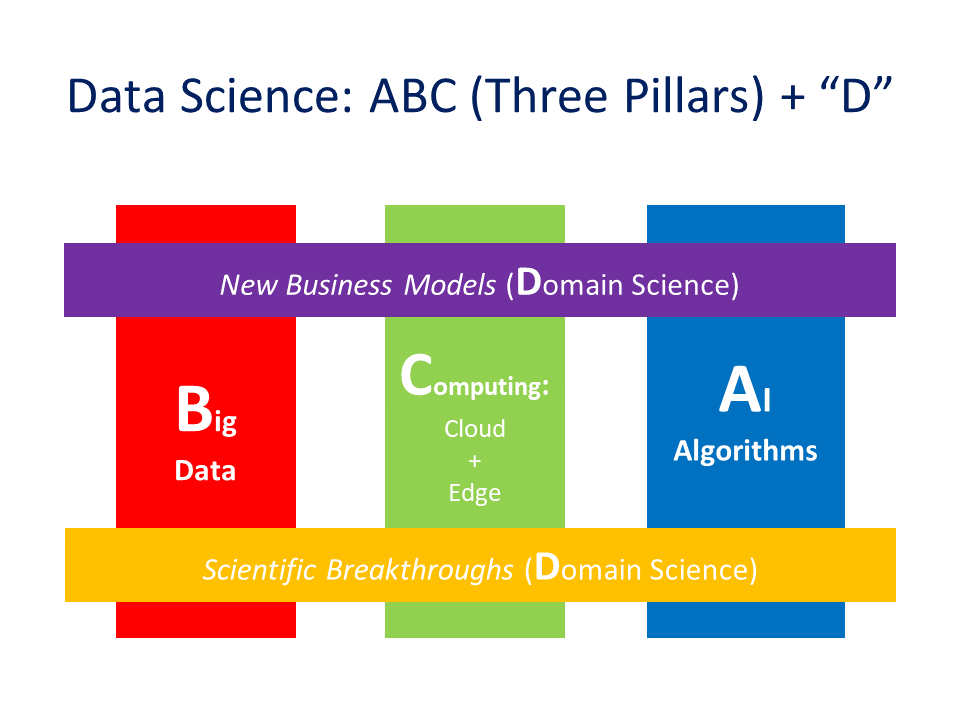 Data Science: ABC (Three Pillars) + “D”
New Business Models (Domain Science)
Big
Data
Computing:
Cloud
+
Edge
AI
Algorithms
Scientific Breakthroughs (Domain Science)